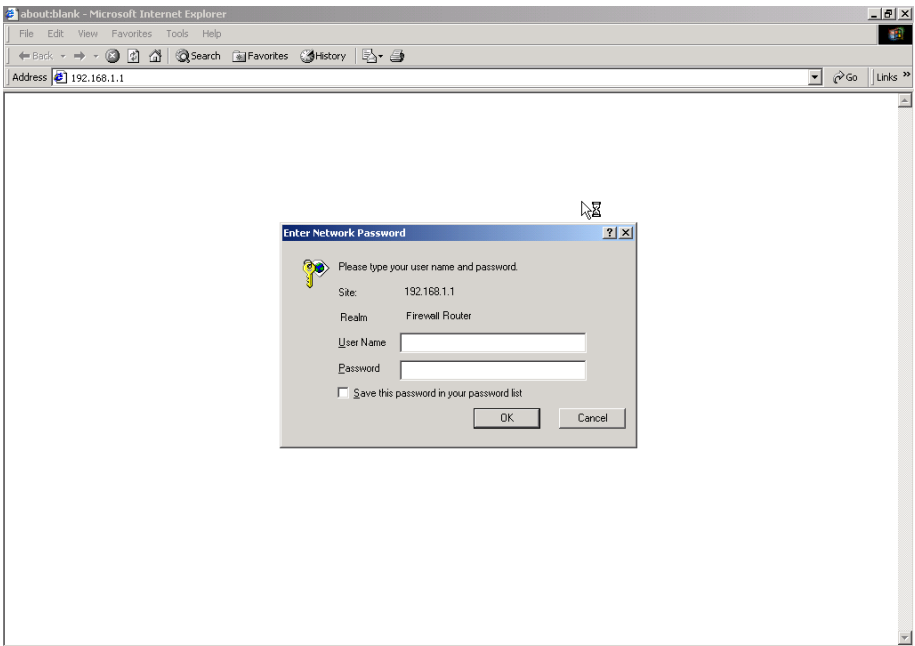 about:blank - Microsoft Internet Explorer
File Edit View Favorites Tools Help
Back Search Favorites History
Address 192.168.1.1 Go Links »
Enter Network Password
Please type your user name and password.
Site: 192.168.1.1
Realm Firewall Router
User Name
Password
Save this password in your password list
OK Cancel